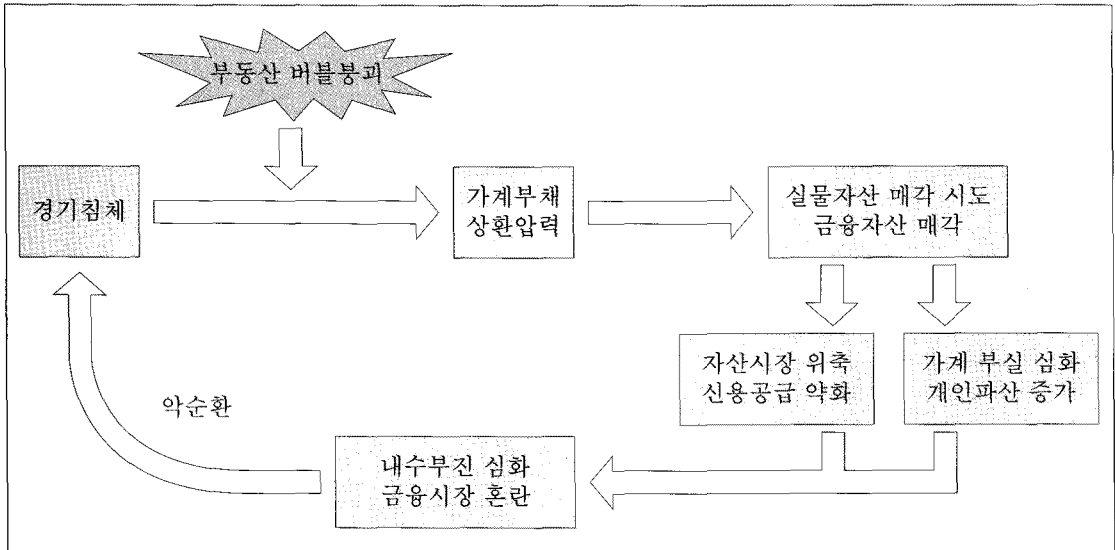 부동산 버블붕괴
경기침체
가계부채
상환압력
실물자산 매각 시도
금융자산 매각
자산시장 위축
신용공급 약화
가계 부실 심화
개인파산 증가
악순환
내수부진 심화
금융시장 혼란